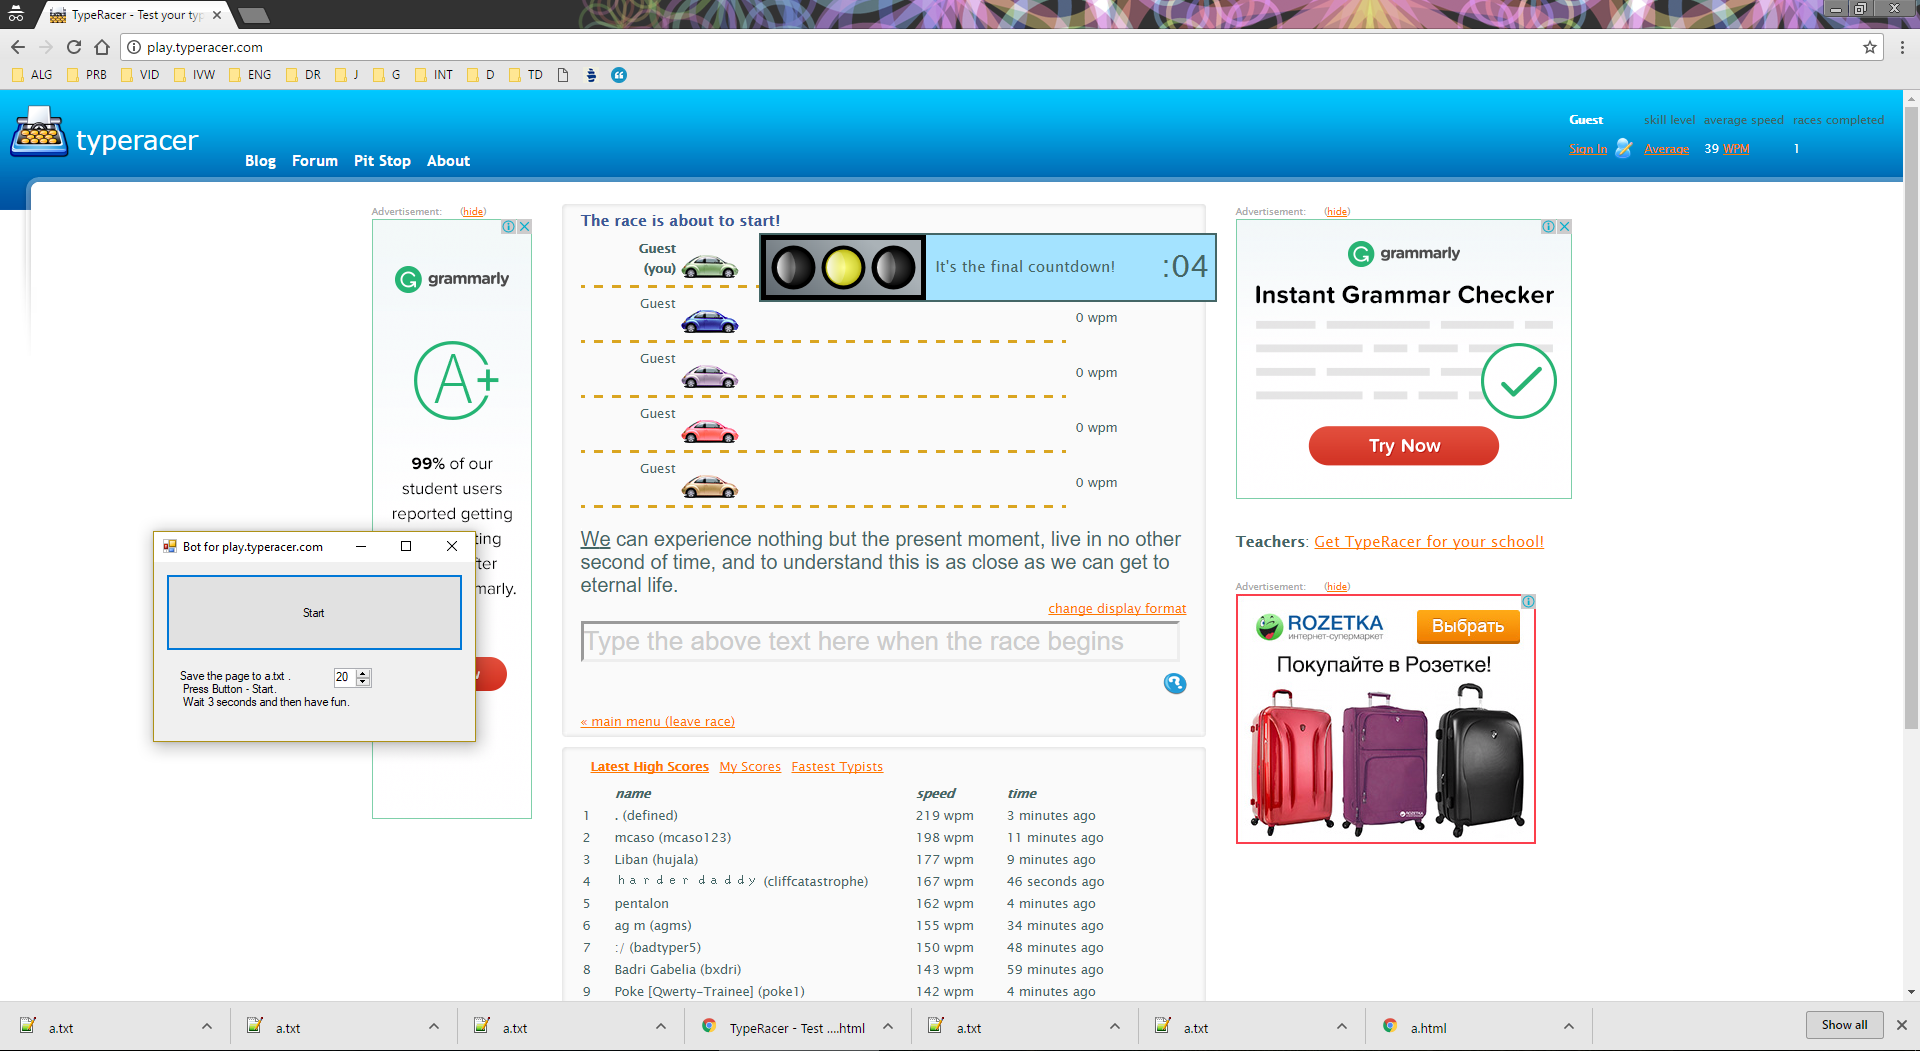 TypeRacer - Test your typ
play.typeracer.com
ALG PRB VID IVW ENG DR J G INT D TD
typeracer
Blog Forum Pit Stop About
Guest skill level average speed races completed
Sign In Average 39 WPM 1
Advertisement: (hide)
grammarly
A+
99% of our
student users
reported getting
ting
fter
marly.
w
Bot for play.typeracer.com
Start
Save the page to a.txt . 20
Press Button - Start.
Wait 3 seconds and then have fun.
The race is about to start!
Guest
(you)
It's the final countdown! :04
Guest
0 wpm
Guest
0 wpm
Guest
0 wpm
Guest
0 wpm
We can experience nothing but the present moment, live in no other
second of time, and to understand this is as close as we can get to
eternal life.
change display format
Type the above text here when the race begins
« main menu (leave race)
Latest High Scores My Scores Fastest Typists
name speed time
1 . (defined) 219 wpm 3 minutes ago
2 mcaso (mcaso123) 198 wpm 11 minutes ago
3 Liban (hujala) 177 wpm 9 minutes ago
4 ｈａｒｄｅｒ ｄａｄｄｙ (cliffcatastrophe) 167 wpm 46 seconds ago
5 pentalon 162 wpm 4 minutes ago
6 ag m (agms) 155 wpm 34 minutes ago
7 :/ (badtyper5) 150 wpm 48 minutes ago
8 Badri Gabelia (bxdri) 143 wpm 59 minutes ago
9 Poke [Qwerty-Trainee] (poke1) 142 wpm 4 minutes ago
Advertisement: (hide)
grammarly
Instant Grammar Checker
Try Now
Teachers: Get TypeRacer for your school!
Advertisement: (hide)
ROZETKA
интернет-супермаркет
Выбрать
Покупайте в Розетке!
ROZETKA
a.txt a.txt a.txt TypeRacer - Test ....html a.txt a.txt a.html Show all